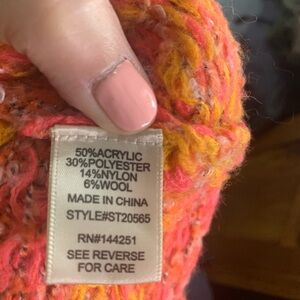 50%ACRYLIC
30%POLYESTER
14%NYLON
6%WOOL
MADE IN CHINA
STYLE#ST20565
RN#144251
SEE REVERSE
FOR CARE